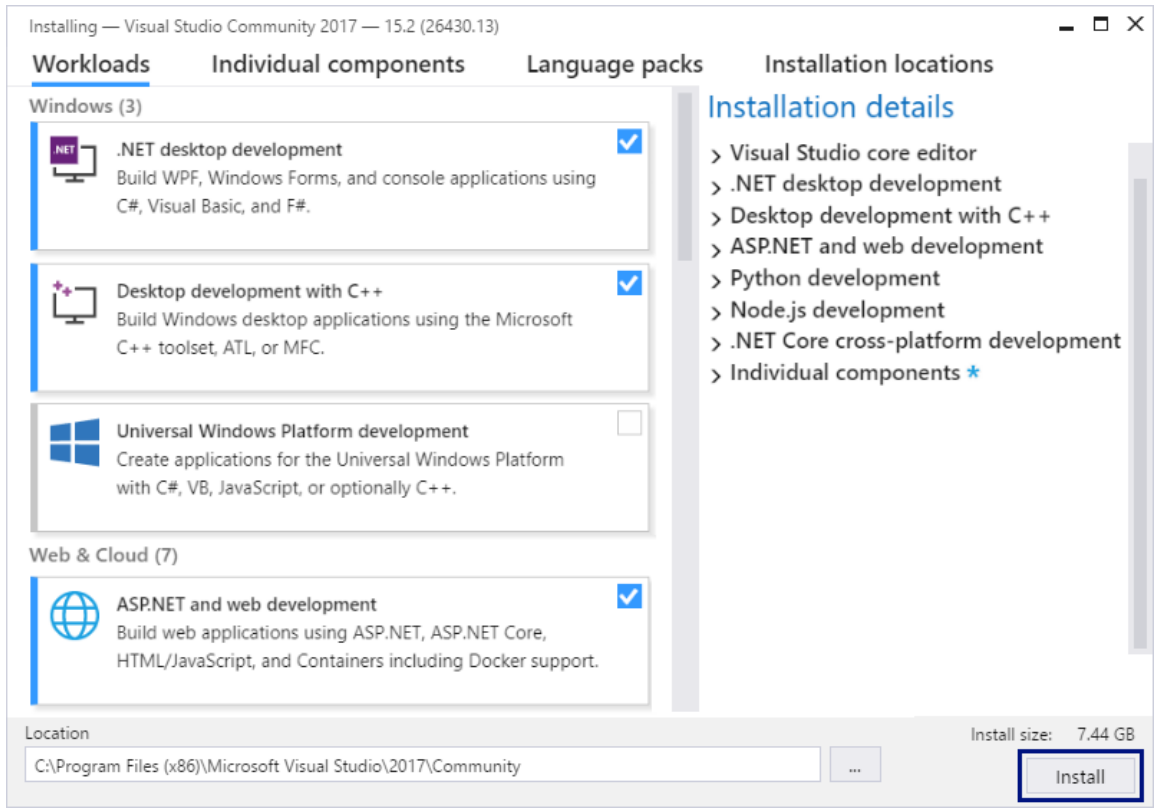 Installing — Visual Studio Community 2017 — 15.2 (26430.13)
Workloads Individual components Language packs Installation locations
Windows (3)
.NET
.NET desktop development
Build WPF, Windows Forms, and console applications using
C#, Visual Basic, and F#.
Desktop development with C++
Build Windows desktop applications using the Microsoft
C++ toolset, ATL, or MFC.
Universal Windows Platform development
Create applications for the Universal Windows Platform
with C#, VB, JavaScript, or optionally C++.
Web & Cloud (7)
ASP.NET and web development
Build web applications using ASP.NET, ASP.NET Core,
HTML/JavaScript, and Containers including Docker support.
Installation details
> Visual Studio core editor
> .NET desktop development
> Desktop development with C++
> ASP.NET and web development
> Python development
> Node.js development
> .NET Core cross-platform development
> Individual components *
Location
C:\Program Files (x86)\Microsoft Visual Studio\2017\Community
...
Install size: 7.44 GB
Install